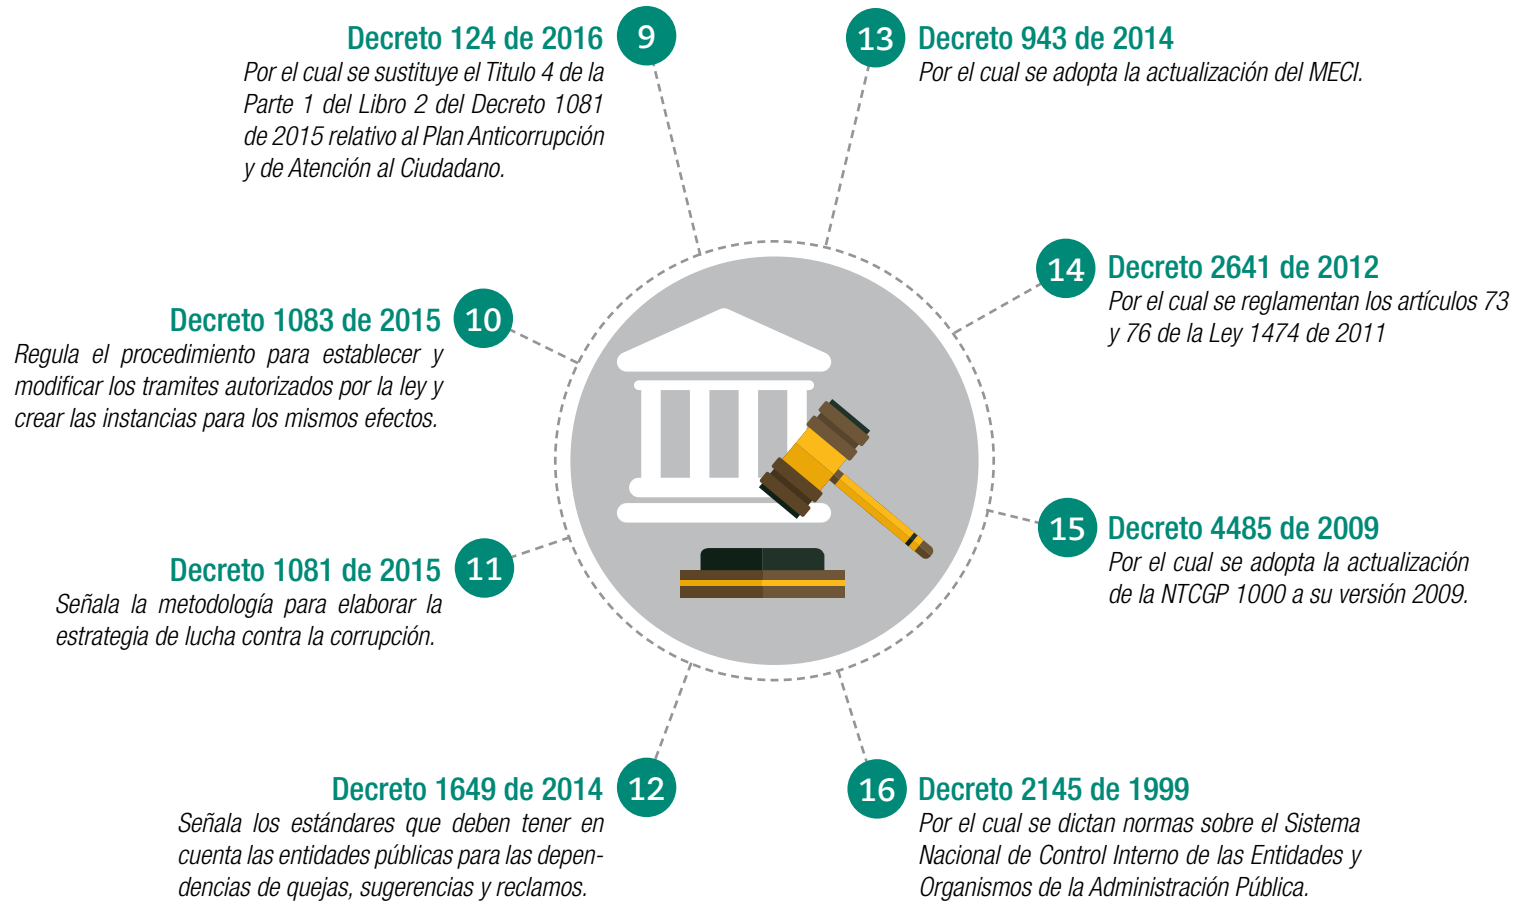 9
Decreto 124 de 2016
Por el cual se sustituye el Titulo 4 de la
Parte 1 del Libro 2 del Decreto 1081
de 2015 relativo al Plan Anticorrupción
y de Atención al Ciudadano.
10
Decreto 1083 de 2015
Regula el procedimiento para establecer y
modificar los tramites autorizados por la ley y
crear las instancias para los mismos efectos.
11
Decreto 1081 de 2015
Señala la metodología para elaborar la
estrategia de lucha contra la corrupción.
12
Decreto 1649 de 2014
Señala los estándares que deben tener en
cuenta las entidades públicas para las depen-
dencias de quejas, sugerencias y reclamos.
13
Decreto 943 de 2014
Por el cual se adopta la actualización del MECI.
14
Decreto 2641 de 2012
Por el cual se reglamentan los artículos 73
y 76 de la Ley 1474 de 2011
15
Decreto 4485 de 2009
Por el cual se adopta la actualización
de la NTCGP 1000 a su versión 2009.
16
Decreto 2145 de 1999
Por el cual se dictan normas sobre el Sistema
Nacional de Control Interno de las Entidades y
Organismos de la Administración Pública.